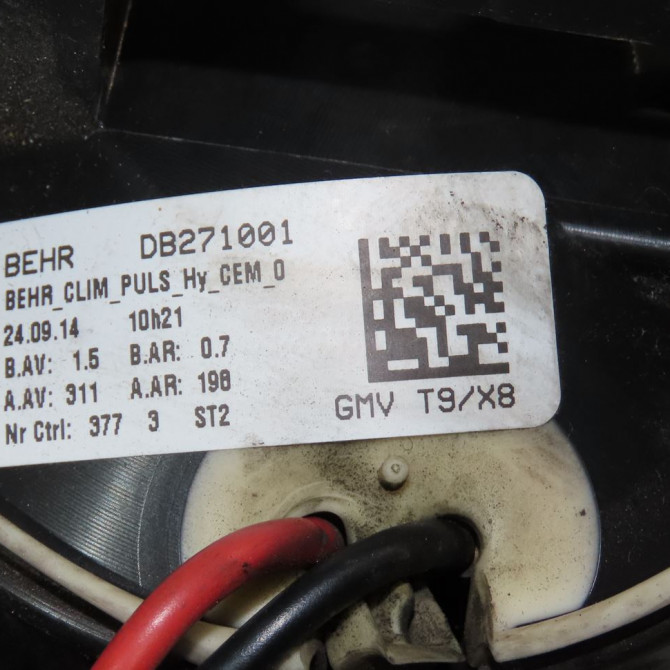 BEHR DB271001
BEHR_CLIM_PULS_Hy_CEM_0
24.09.14 10h21
B.AV: 1.5 B.AR: 0.7
A.AV: 311 A.AR: 198
Nr Ctrl: 377 3 ST2
GMV T9/X8